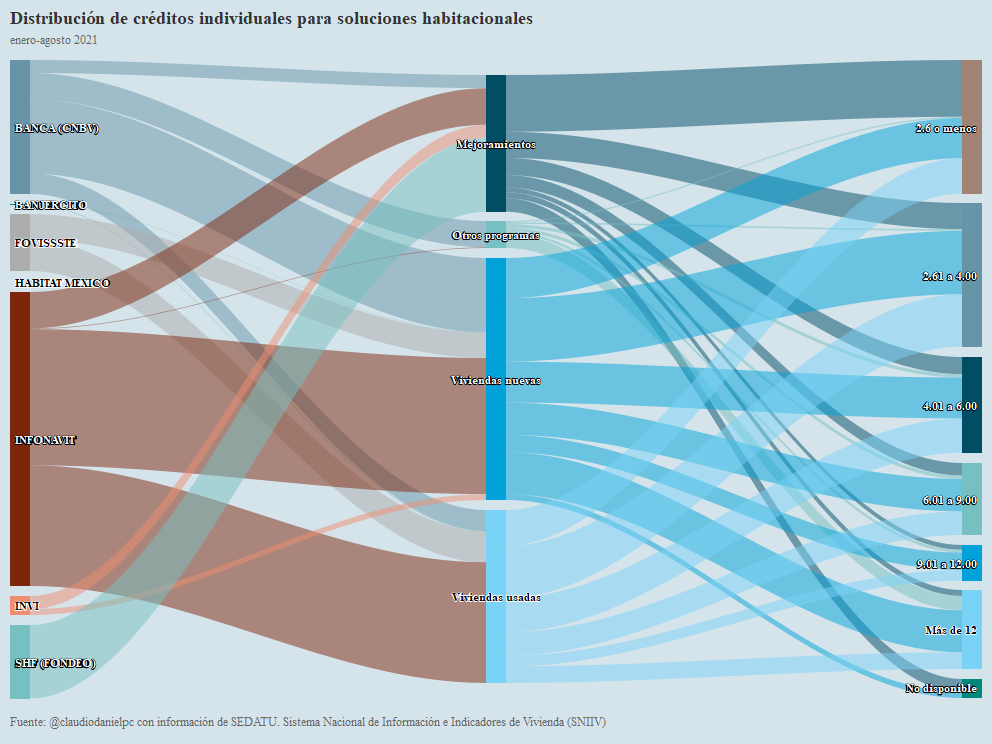 Distribución de créditos individuales para soluciones habitacionales
enero-agosto 2021
BANCA (CNBV)
BANJERCITO
FOVISSSTE
HABITAT MEXICO
INFONAVIT
INVI
SHF (FONDEO)
Mejoramientos
Otros programas
Viviendas nuevas
Viviendas usadas
2.6 o menos
2.61 a 4.00
4.01 a 6.00
6.01 a 9.00
9.01 a 12.00
Más de 12
No disponible
Fuente: @claudiodanielpc con información de SEDATU. Sistema Nacional de Información e Indicadores de Vivienda (SNIIV)